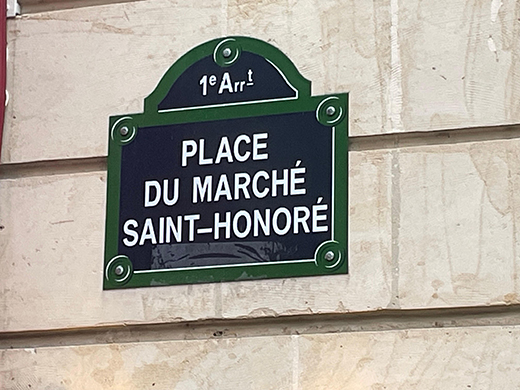 1e Arrt
PLACE
DU MARCHÉ
SAINT-HONORÉ